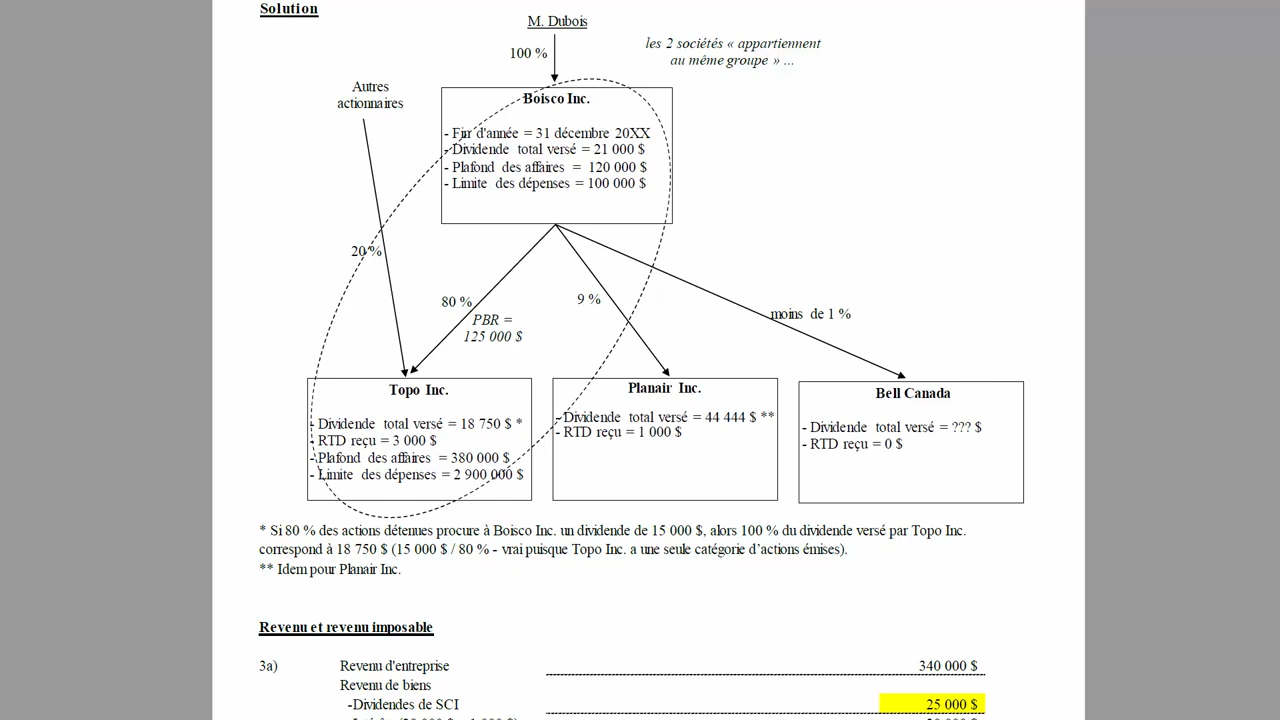 Solution
M. Dubois
100 %
les 2 sociétés « appartiennent
au même groupe » ...
Autres
actionnaires
Boisco Inc.
- Fin d'année = 31 décembre 20XX
- Dividende total versé = 21 000 $
- Plafond des affaires = 120 000 $
- Limite des dépenses = 100 000 $
20 %
80 %
9 %
moins de 1 %
PBR =
125 000 $
Topo Inc.
- Dividende total versé = 18 750 $ *
- RTD reçu = 3 000 $
- Plafond des affaires = 380 000 $
- Limite des dépenses = 2 900 000 $
Planair Inc.
- Dividende total versé = 44 444 $ **
- RTD reçu = 1 000 $
Bell Canada
- Dividende total versé = ??? $
- RTD reçu = 0 $
* Si 80 % des actions détenues procure à Boisco Inc. un dividende de 15 000 $, alors 100 % du dividende versé par Topo Inc.
correspond à 18 750 $ (15 000 $ / 80 % - vrai puisque Topo Inc. a une seule catégorie d'actions émises).
** Idem pour Planair Inc.
Revenu et revenu imposable
3a) Revenu d'entreprise 340 000 $
Revenu de biens
-Dividendes de SCI 25 000 $